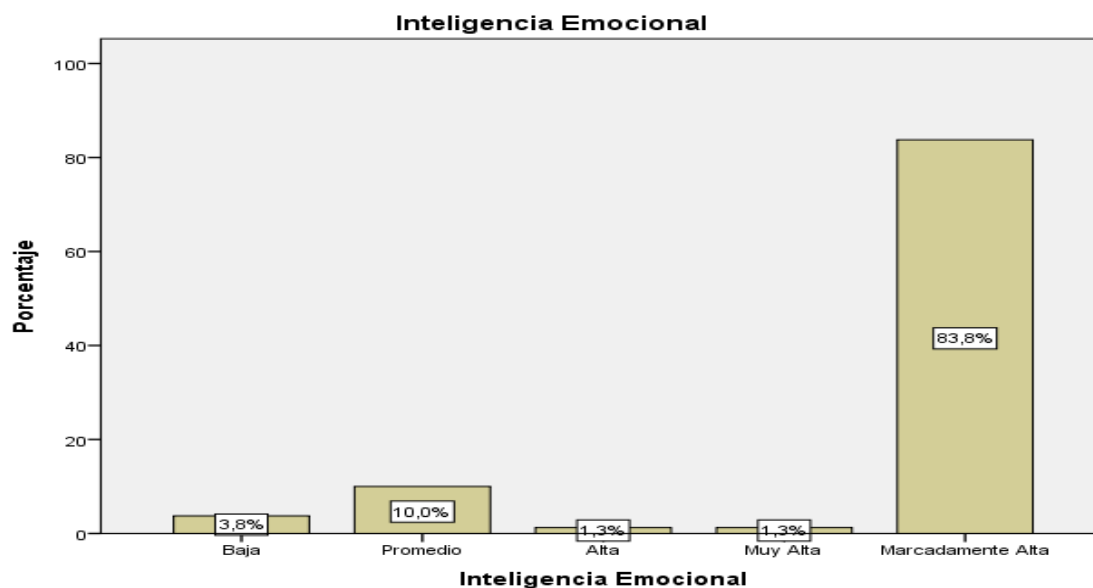 Inteligencia Emocional
100
80
60
40
20
0
Porcentaje
3,8%
10,0%
1,3%
1,3%
83,8%
Baja
Promedio
Alta
Muy Alta
Marcadamente Alta
Inteligencia Emocional